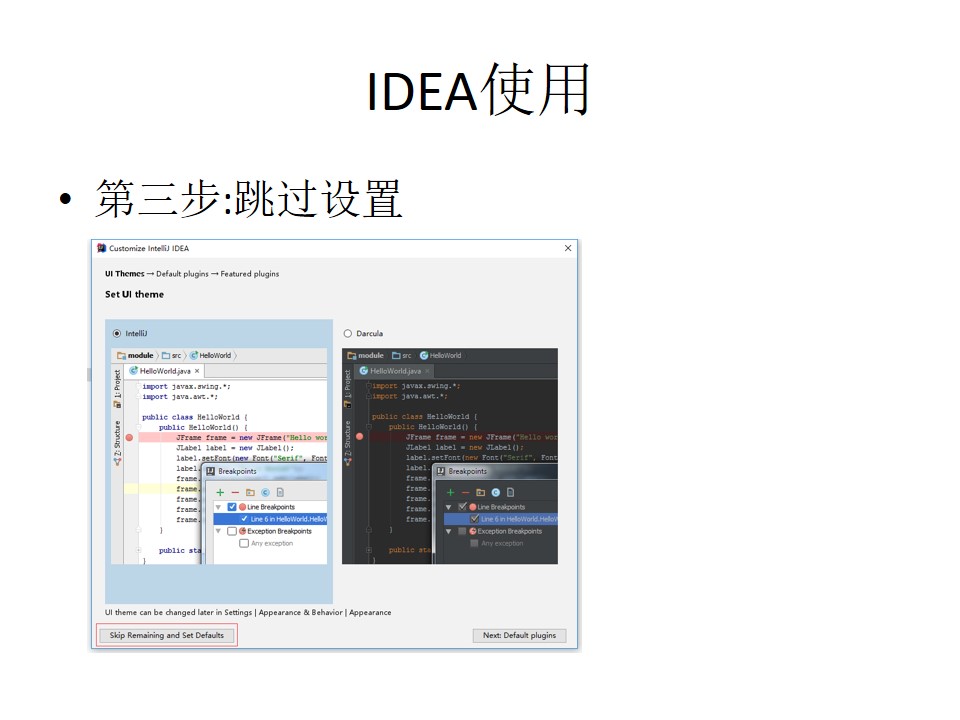 IDEA使用
• 第三步:跳过设置
Customize IntelliJ IDEA
UI Themes → Default plugins → Featured plugins
Set UI theme
IntelliJ
module src HelloWorld
HelloWorld.java
1: Project
Z: Structure
import javax.swing.*;
import java.awt.*;
public class HelloWorld {
public HelloWorld() {
JFrame frame = new JFrame("Hello wor
JLabel label = new JLabel();
label.setFont(new Font("Serif", Font
label.
frame.
frame.
frame.
frame.
frame.
}
public sta
}
Breakpoints
Line Breakpoints
Line 6 in HelloWorld.HelloW
Exception Breakpoints
Any exception
Darcula
module src HelloWorld
HelloWorld.java
1: Project
Z: Structure
import javax.swing.*;
import java.awt.*;
public class HelloWorld {
public HelloWorld() {
JFrame frame = new JFrame("Hello wor
JLabel label = new JLabel();
label.setFont(new Font("Serif", Font
label.
frame.
frame.
frame.
frame.
frame.
}
public sta
}
Breakpoints
Line Breakpoints
Line 6 in HelloWorld.HelloW
Exception Breakpoints
Any exception
UI theme can be changed later in Settings | Appearance & Behavior | Appearance
Skip Remaining and Set Defaults
Next: Default plugins